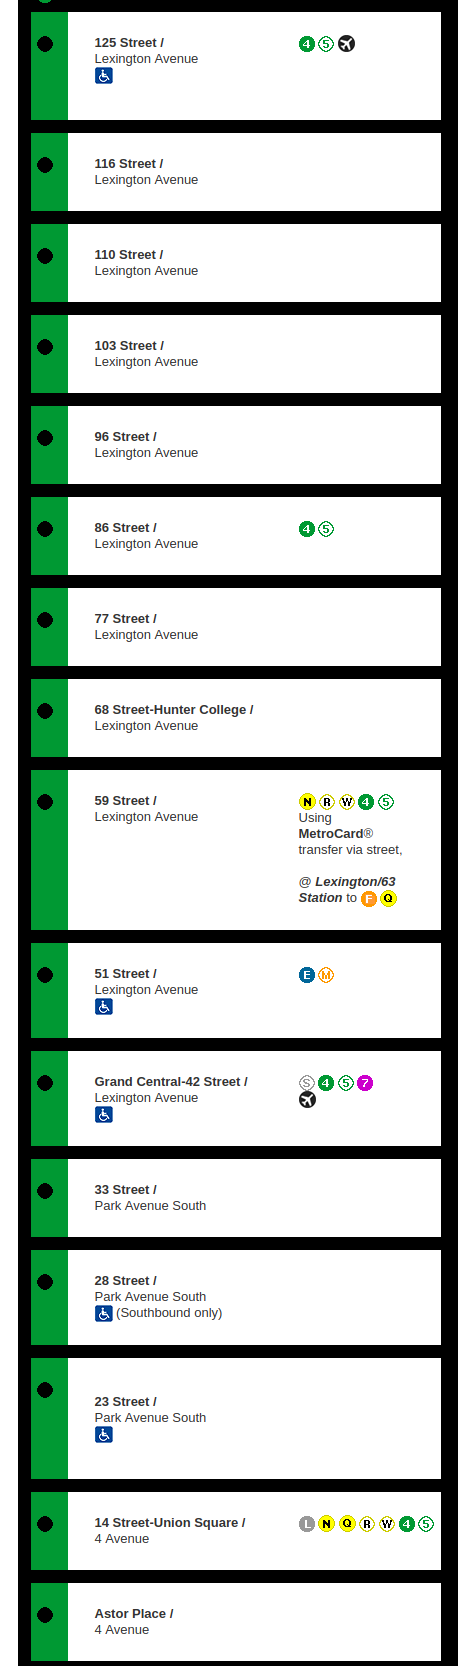 125 Street / 4 5
Lexington Avenue
116 Street /
Lexington Avenue
110 Street /
Lexington Avenue
103 Street /
Lexington Avenue
96 Street /
Lexington Avenue
86 Street / 4 5
Lexington Avenue
77 Street /
Lexington Avenue
68 Street-Hunter College /
Lexington Avenue
59 Street / N R W 4 5
Lexington Avenue Using
MetroCard®
transfer via street,
@ Lexington/63
Station to F Q
51 Street / E M
Lexington Avenue
Grand Central-42 Street / S 4 5 7
Lexington Avenue
33 Street /
Park Avenue South
28 Street /
Park Avenue South
(Southbound only)
23 Street /
Park Avenue South
14 Street-Union Square / L N Q R W 4 5
4 Avenue
Astor Place /
4 Avenue